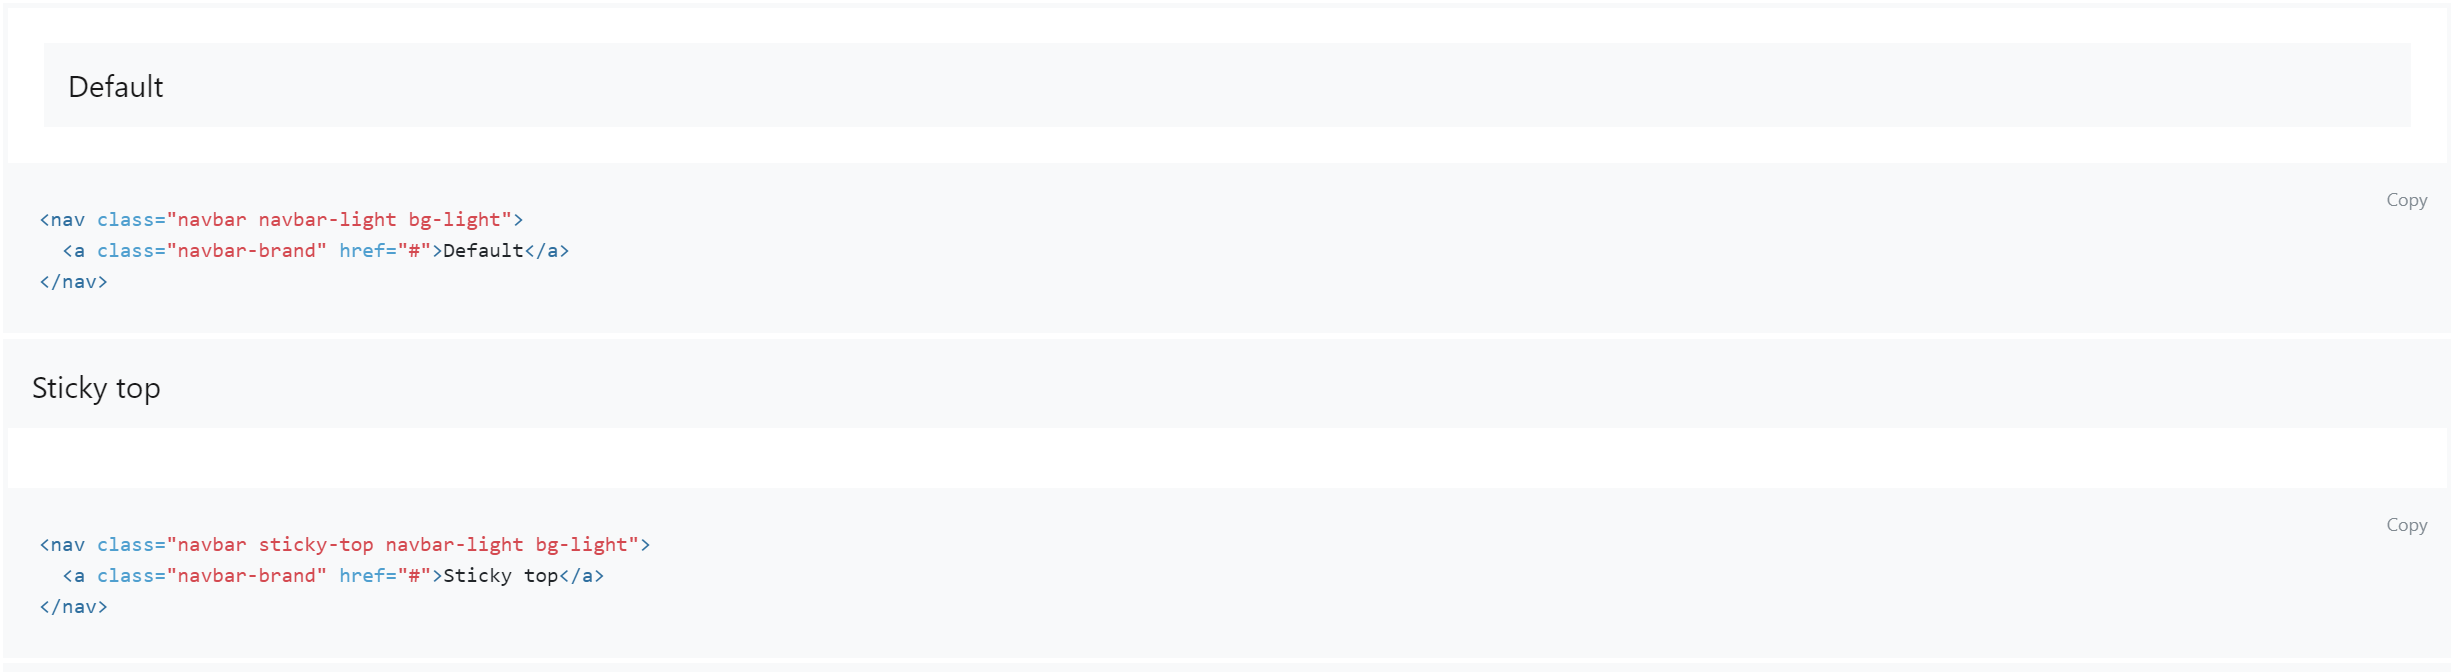 Default
Copy
<nav class="navbar navbar-light bg-light">
  <a class="navbar-brand" href="#">Default</a>
</nav>
Sticky top
Copy
<nav class="navbar sticky-top navbar-light bg-light">
  <a class="navbar-brand" href="#">Sticky top</a>
</nav>